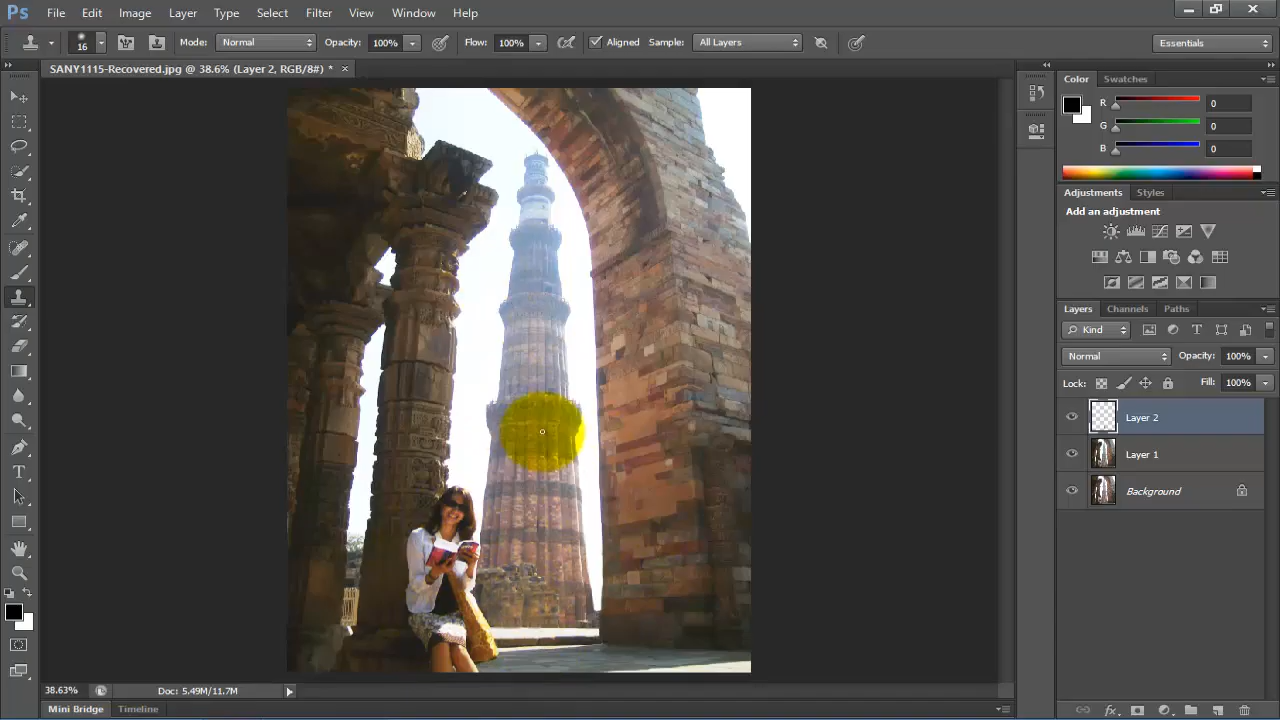 Ps File Edit Image Layer Type Select Filter View Window Help
16 Mode: Normal Opacity: 100% Flow: 100% Aligned Sample: All Layers Essentials
SANY1115-Recovered.jpg @ 38.6% (Layer 2, RGB/8#) * ×
Color Swatches
R 0
G 0
B 0
Adjustments Styles
Add an adjustment
Layers Channels Paths
Kind
Normal Opacity: 100%
Lock: Fill: 100%
Layer 2
Layer 1
Background
38.63% Doc: 5.49M/11.7M
Mini Bridge Timeline